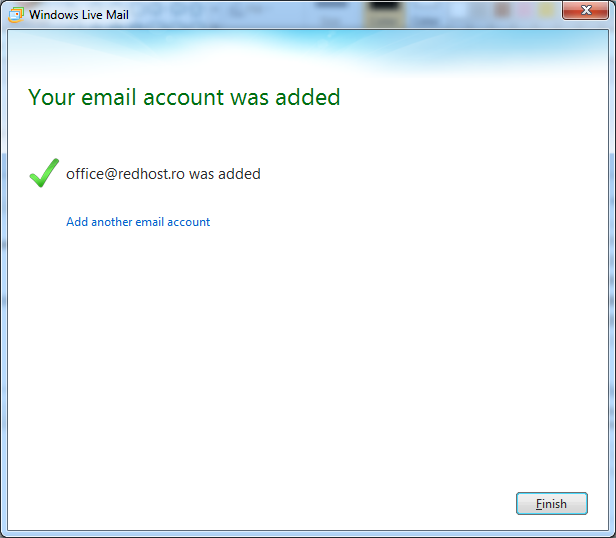 Windows Live Mail
Your email account was added
office@redhost.ro was added
Add another email account
Finish